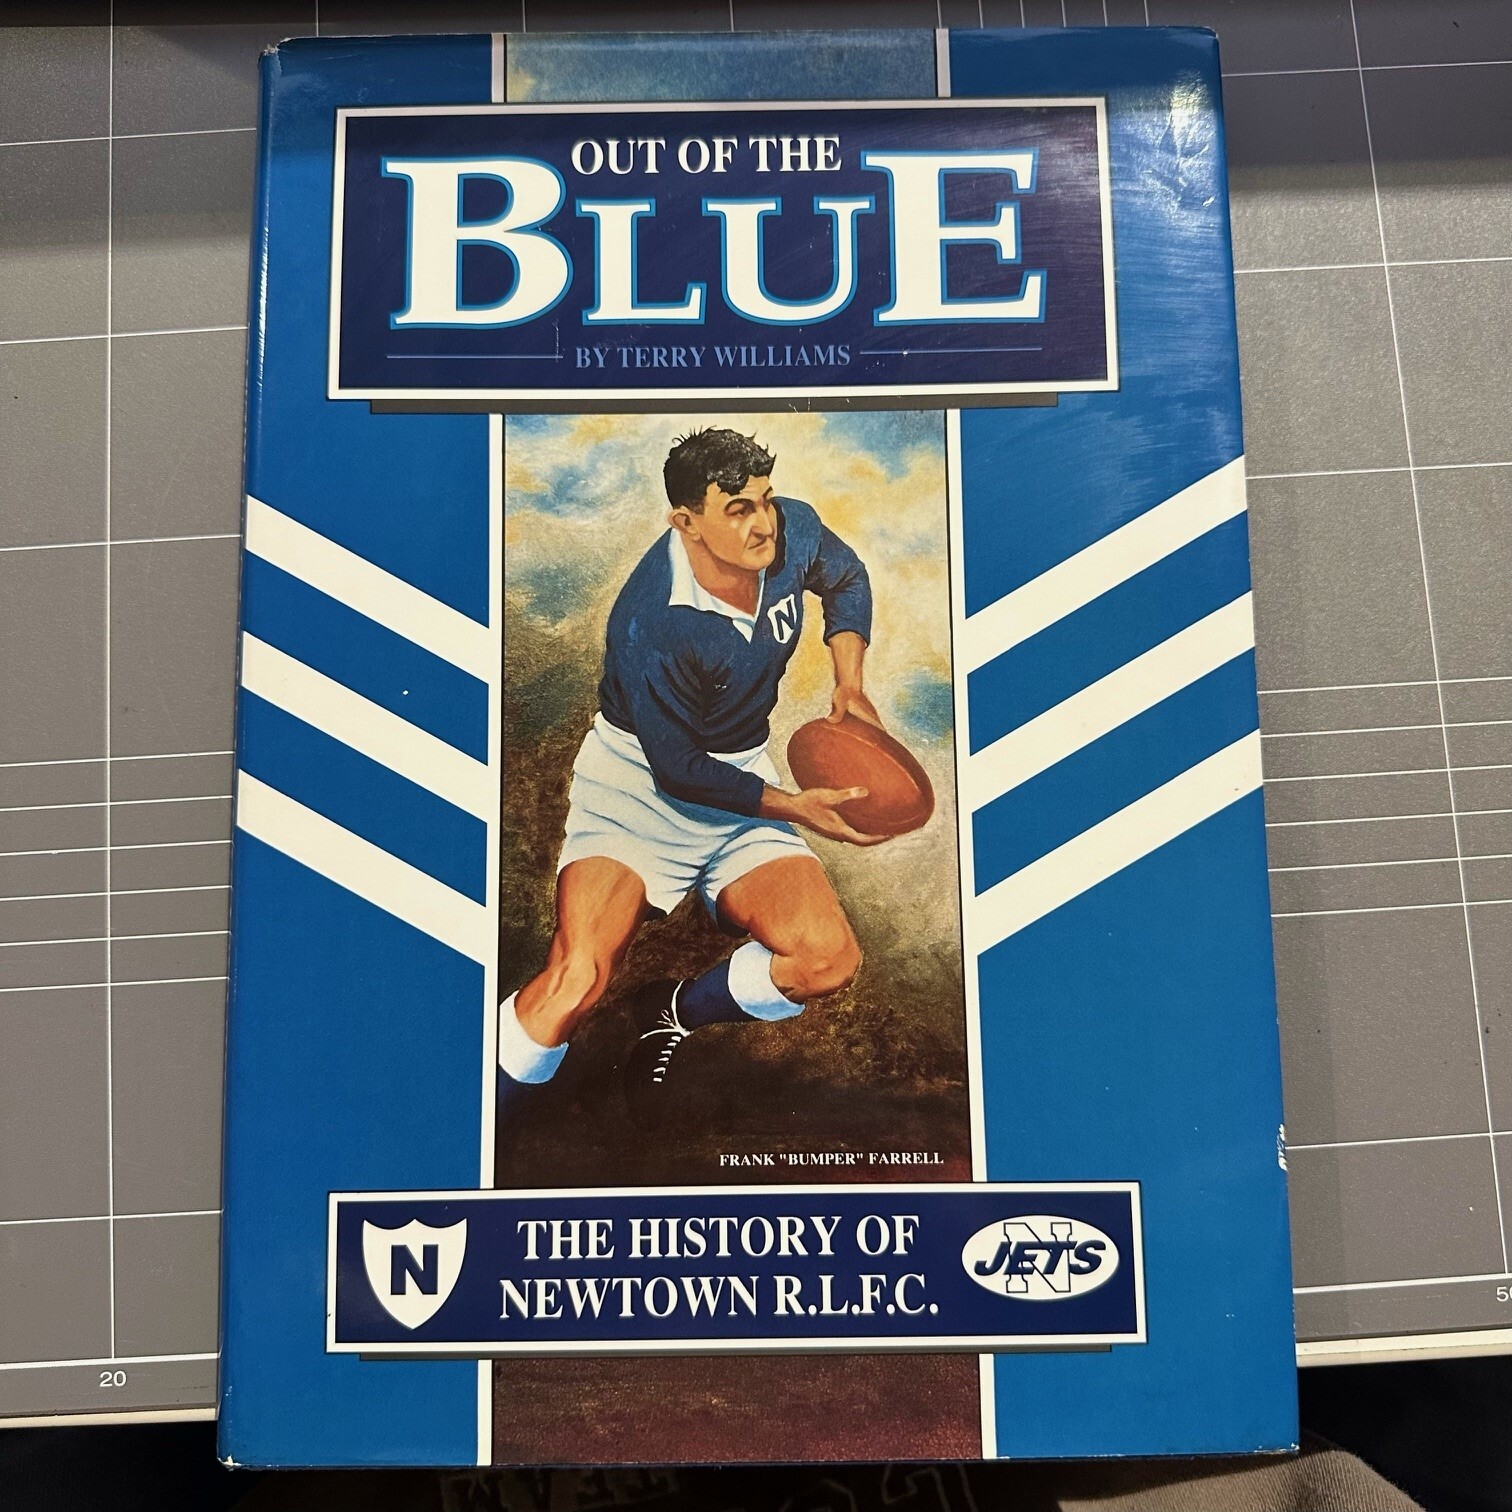 OUT OF THE
BLUE
BY TERRY WILLIAMS
N
FRANK "BUMPER" FARRELL
N
THE HISTORY OF
NEWTOWN R.L.F.C.
N
JETS
20